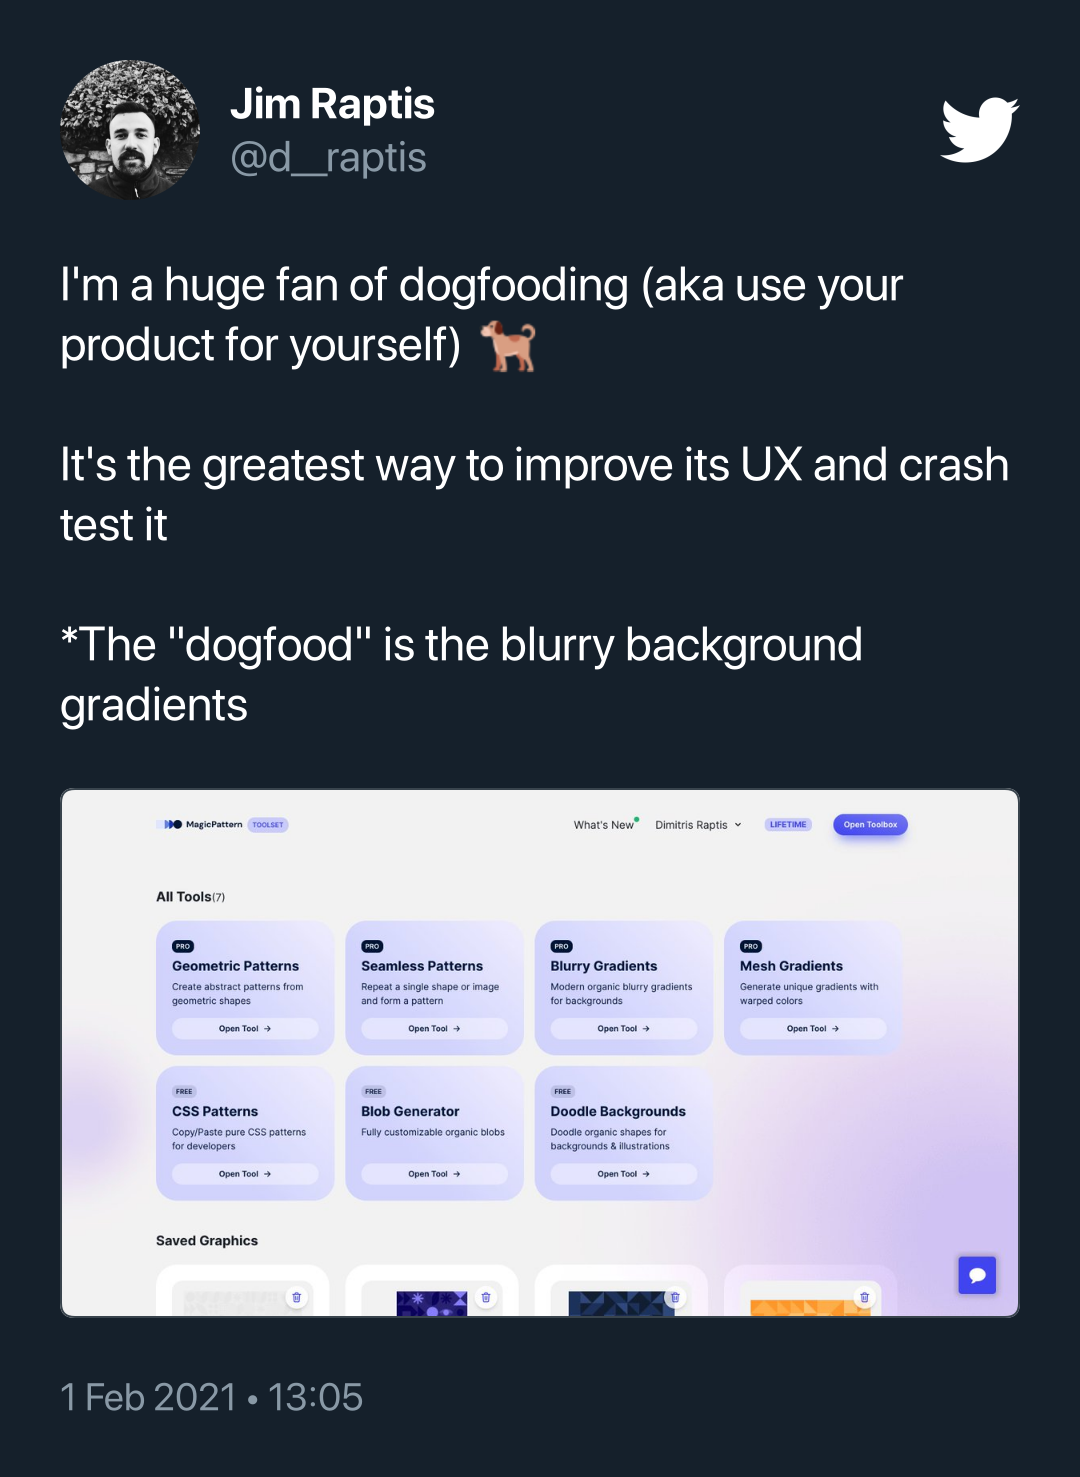 Jim Raptis
@d__raptis
I'm a huge fan of dogfooding (aka use your
product for yourself) 🐕
It's the greatest way to improve its UX and crash
test it
*The "dogfood" is the blurry background
gradients
MagicPattern TOOLSET What's New Dimitris Raptis LIFETIME Open Toolbox
All Tools(7)
PRO PRO PRO PRO
Geometric Patterns Seamless Patterns Blurry Gradients Mesh Gradients
Create abstract patterns from Repeat a single shape or image Modern organic blurry gradients Generate unique gradients with
geometric shapes and form a pattern for backgrounds warped colors
Open Tool → Open Tool → Open Tool → Open Tool →
FREE FREE FREE
CSS Patterns Blob Generator Doodle Backgrounds
Copy/Paste pure CSS patterns Fully customizable organic blobs Doodle organic shapes for
for developers backgrounds & illustrations
Open Tool → Open Tool → Open Tool →
Saved Graphics
1 Feb 2021 • 13:05